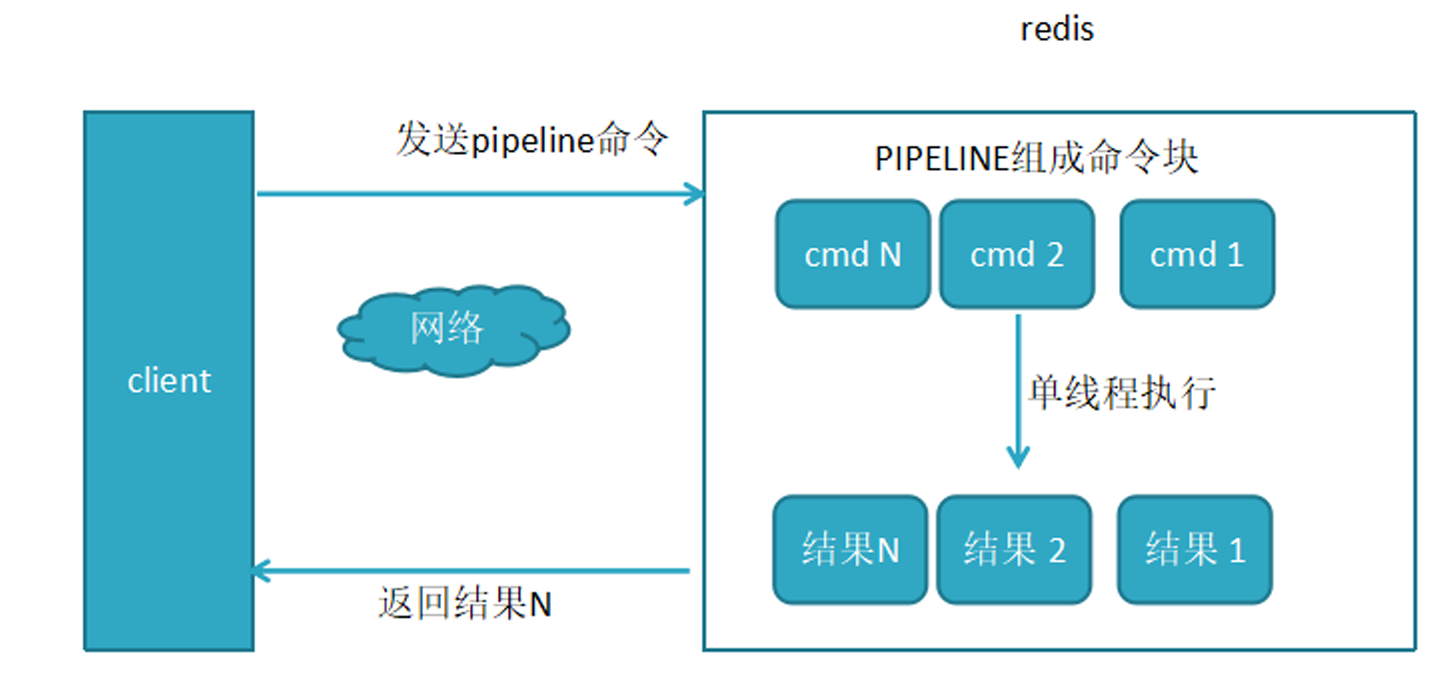 redis
发送pipeline命令
PIPELINE组成命令块
cmd N
cmd 2
cmd 1
网络
client
单线程执行
结果N
结果 2
结果 1
返回结果N